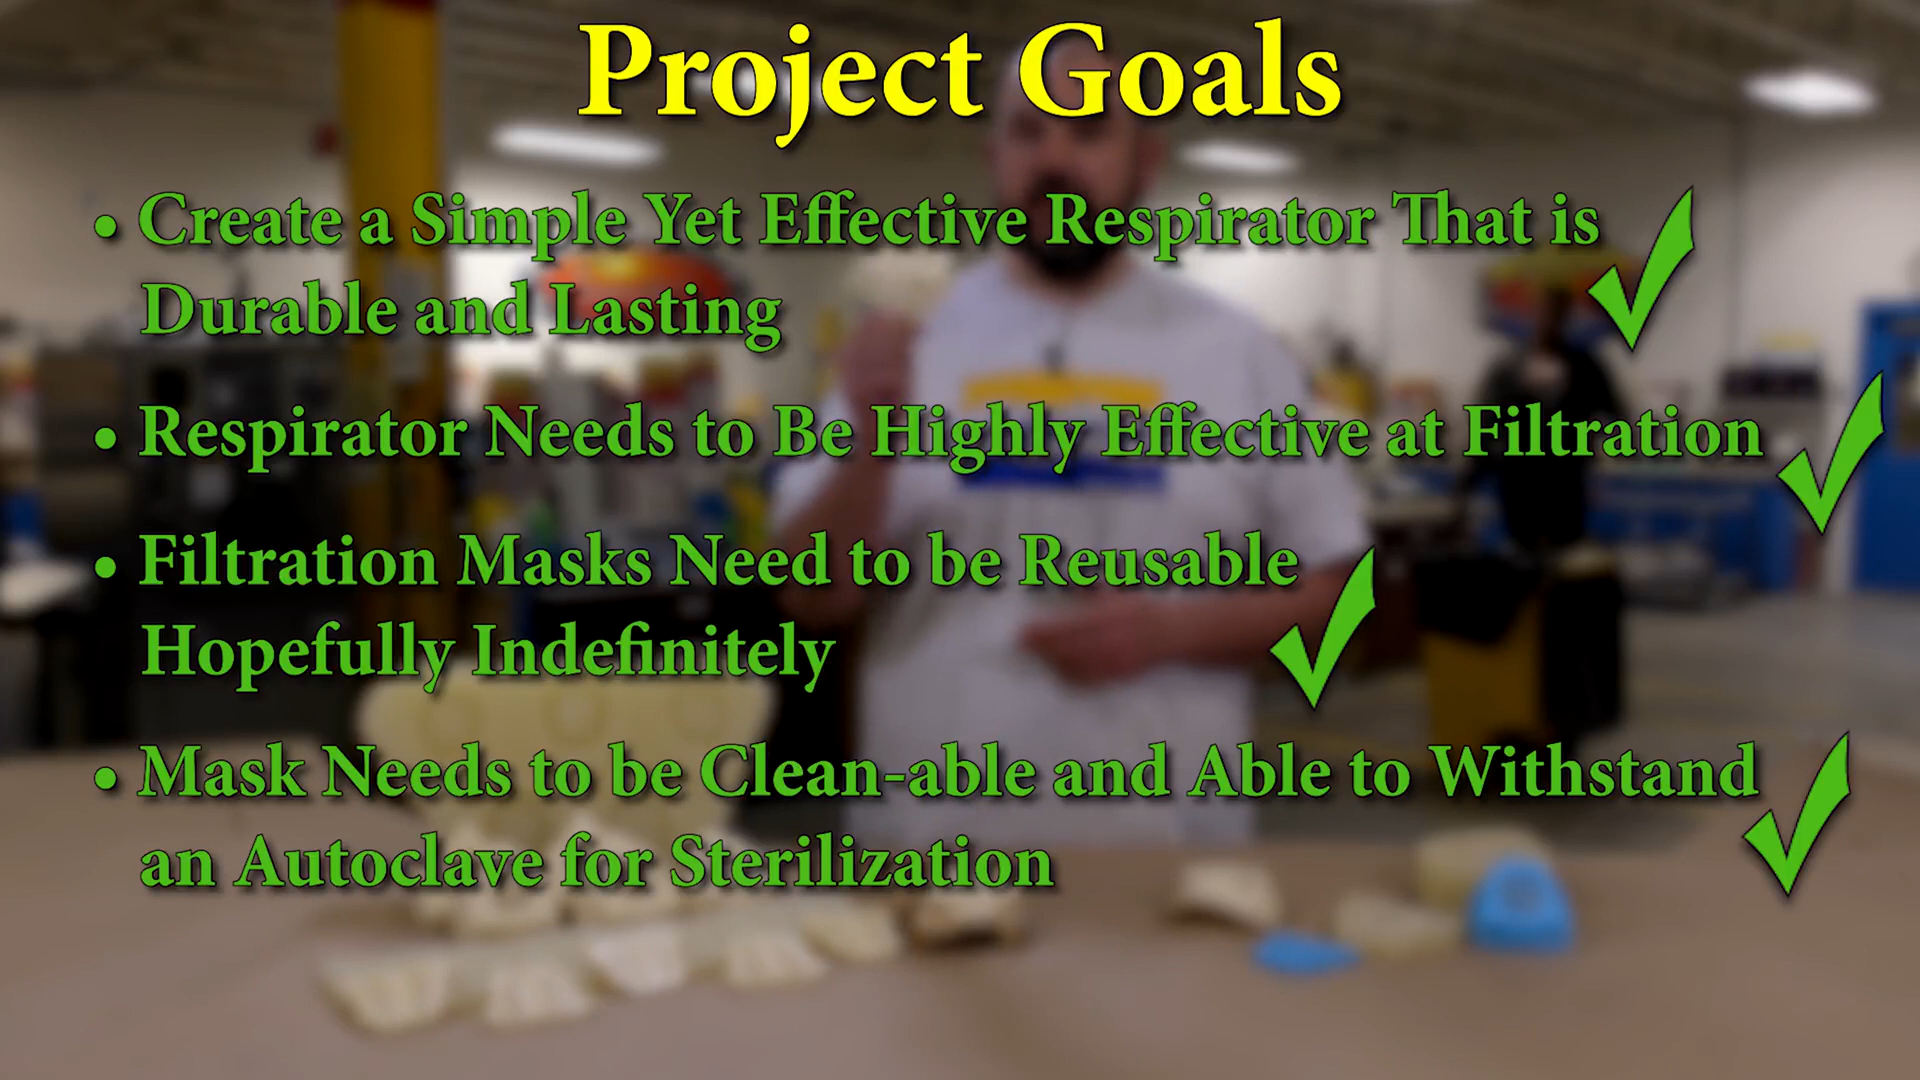 Project Goals
• Create a Simple Yet Effective Respirator That is
Durable and Lasting
• Respirator Needs to Be Highly Effective at Filtration
• Filtration Masks Need to be Reusable
Hopefully Indefinitely
• Mask Needs to be Clean-able and Able to Withstand
an Autoclave for Sterilization